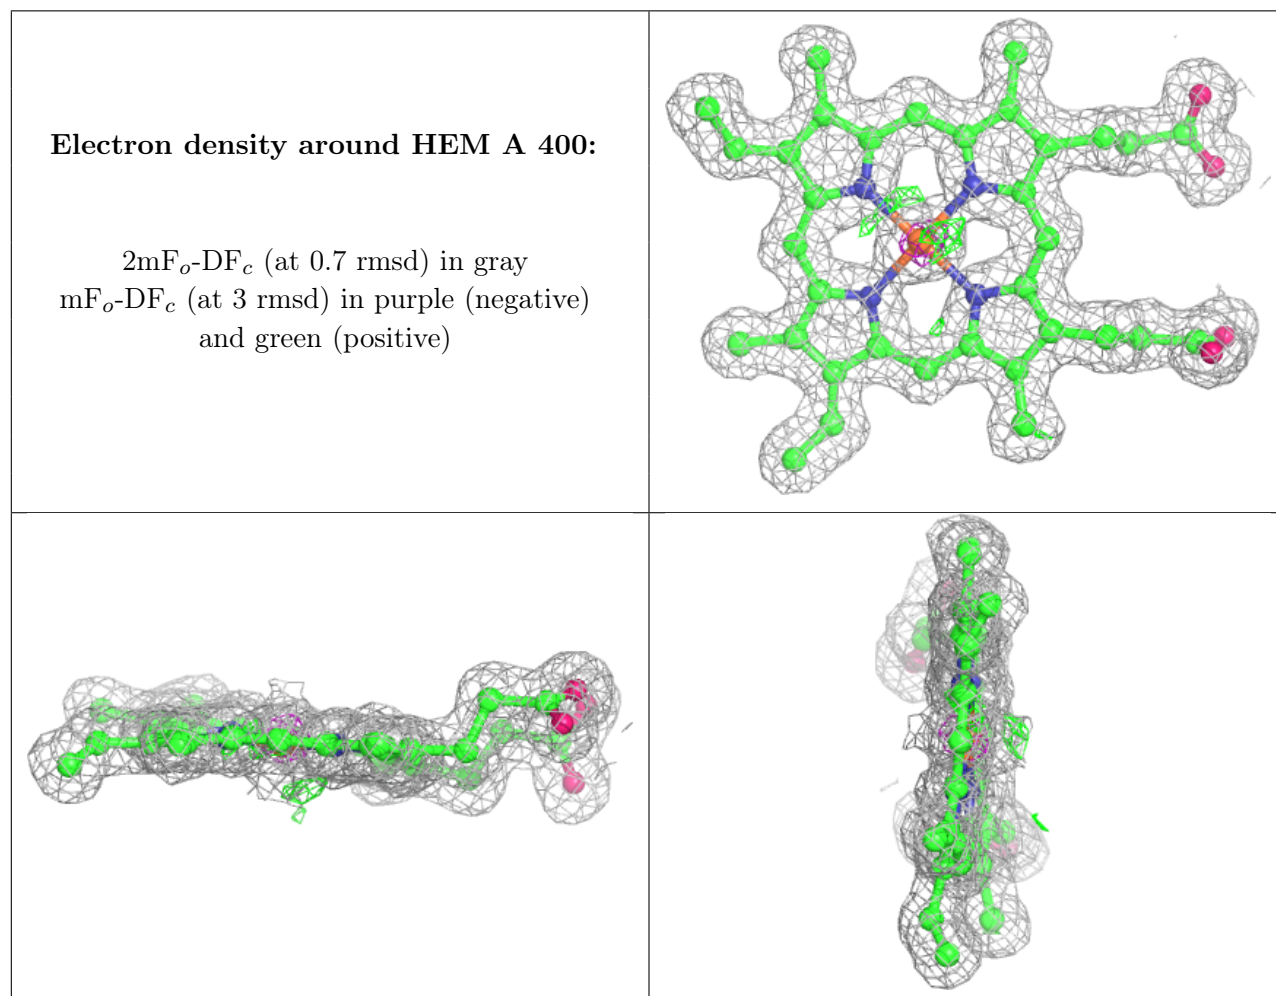 Electron density around HEM A 400:
2mFo-DFc (at 0.7 rmsd) in gray
mFo-DFc (at 3 rmsd) in purple (negative)
and green (positive)